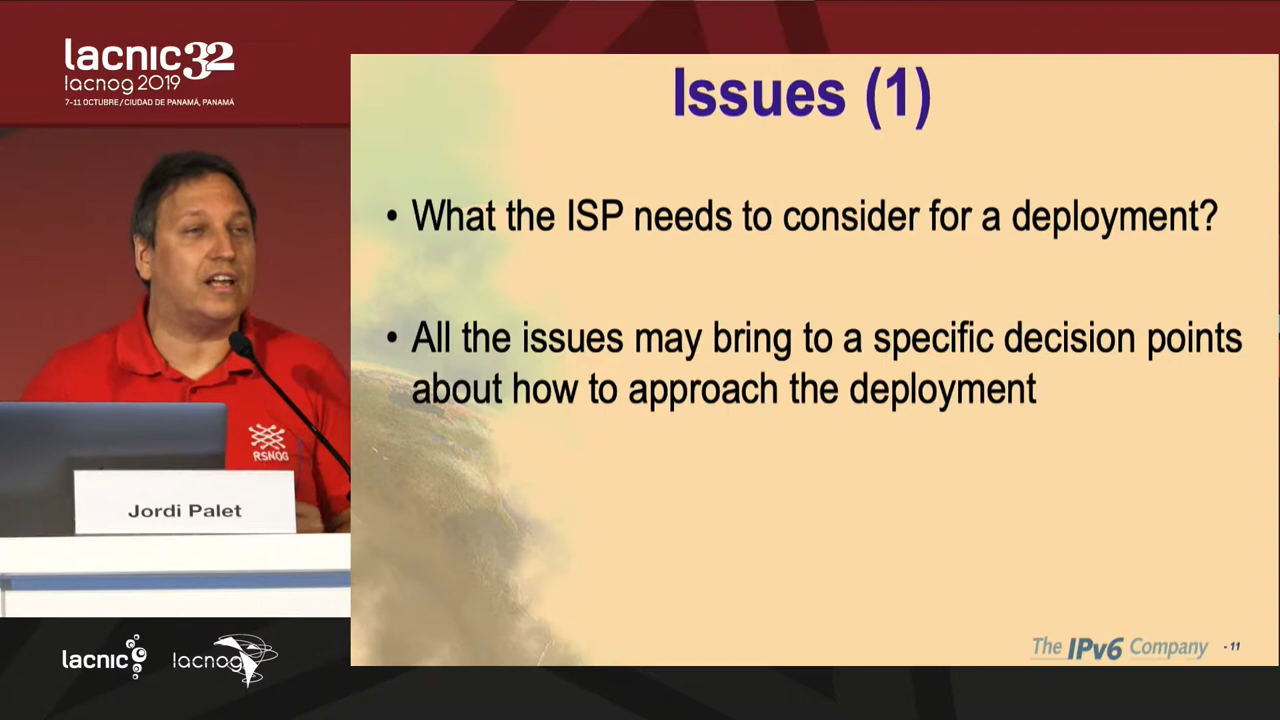 lacnic32
lacnog 2019
7-11 OCTUBRE / CIUDAD DE PANAMÁ, PANAMÁ
Issues (1)
• What the ISP needs to consider for a deployment?
• All the issues may bring to a specific decision points
about how to approach the deployment
RSNOG
Jordi Palet
lacnic
lacnog
The IPv6 Company
- 11